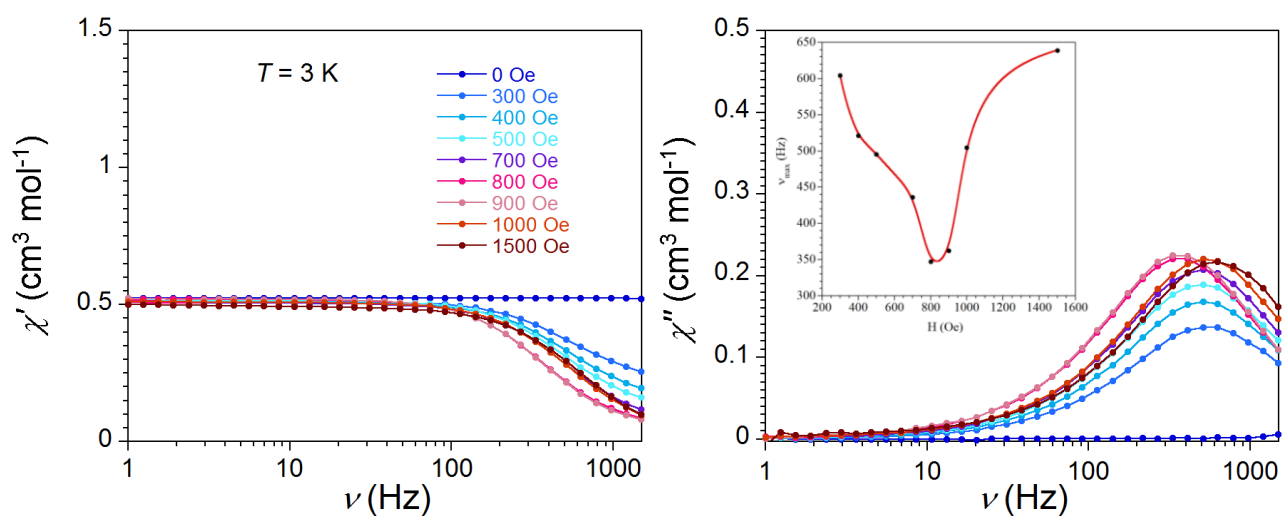 1.5
1
0.5
0
1
10
100
1000
χ′ (cm³ mol⁻¹)
ν (Hz)
T = 3 K
0 Oe
300 Oe
400 Oe
500 Oe
700 Oe
800 Oe
900 Oe
1000 Oe
1500 Oe
0.5
0.4
0.3
0.2
0.1
0
1
10
100
1000
χ″ (cm³ mol⁻¹)
ν (Hz)
650
600
550
500
450
400
350
300
200
400
600
800
1000
1200
1400
1600
ν_max (Hz)
H (Oe)